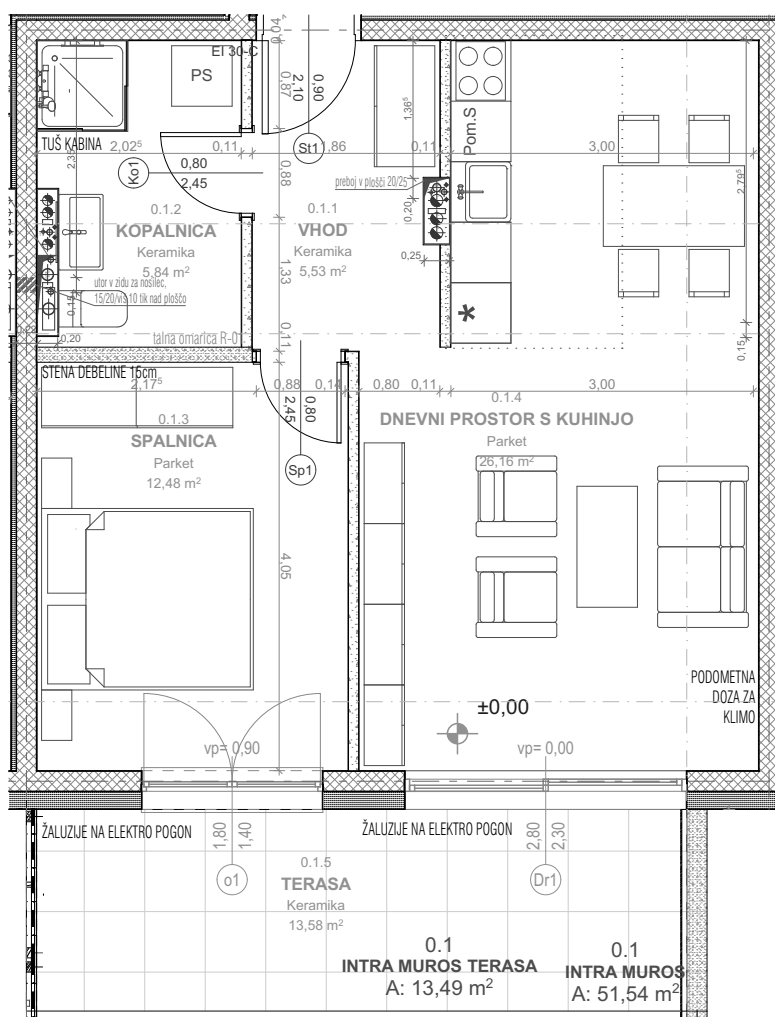 0,04
EI 30-C
PS
0,87
0,90
2,10
1,36⁵
Pom.S
TUŠ KABINA
2,02⁵
0,11
St1
1,86
0,11
3,00
2,35
Ko1
0,80
2,45
0,88
preboj v plošči 20/25
2,79⁵
0.1.2
KOPALNICA
Keramika
5,84 m²
0.1.1
VHOD
Keramika
5,53 m²
0,20
0,25
utor v zidu za nosilec,
15/20/viš 10 tik nad ploščo
1,33
0,15
0,20
talna omarica R-01
0,11
*
0,15
STENA DEBELINE 15cm
2,17⁵
0,88
0,14
0,80
0,11
3,00
0,80
2,45
0.1.3
SPALNICA
Parket
12,48 m²
Sp1
0.1.4
DNEVNI PROSTOR S KUHINJO
Parket
26,16 m²
4,05
PODOMETNA
DOZA ZA
KLIMO
±0,00
vp= 0,90
vp= 0,00
ŽALUZIJE NA ELEKTRO POGON
1,80
1,40
ŽALUZIJE NA ELEKTRO POGON
2,80
2,30
o1
Dr1
0.1.5
TERASA
Keramika
13,58 m²
0.1
INTRA MUROS TERASA
A: 13,49 m²
0.1
INTRA MUROS
A: 51,54 m²